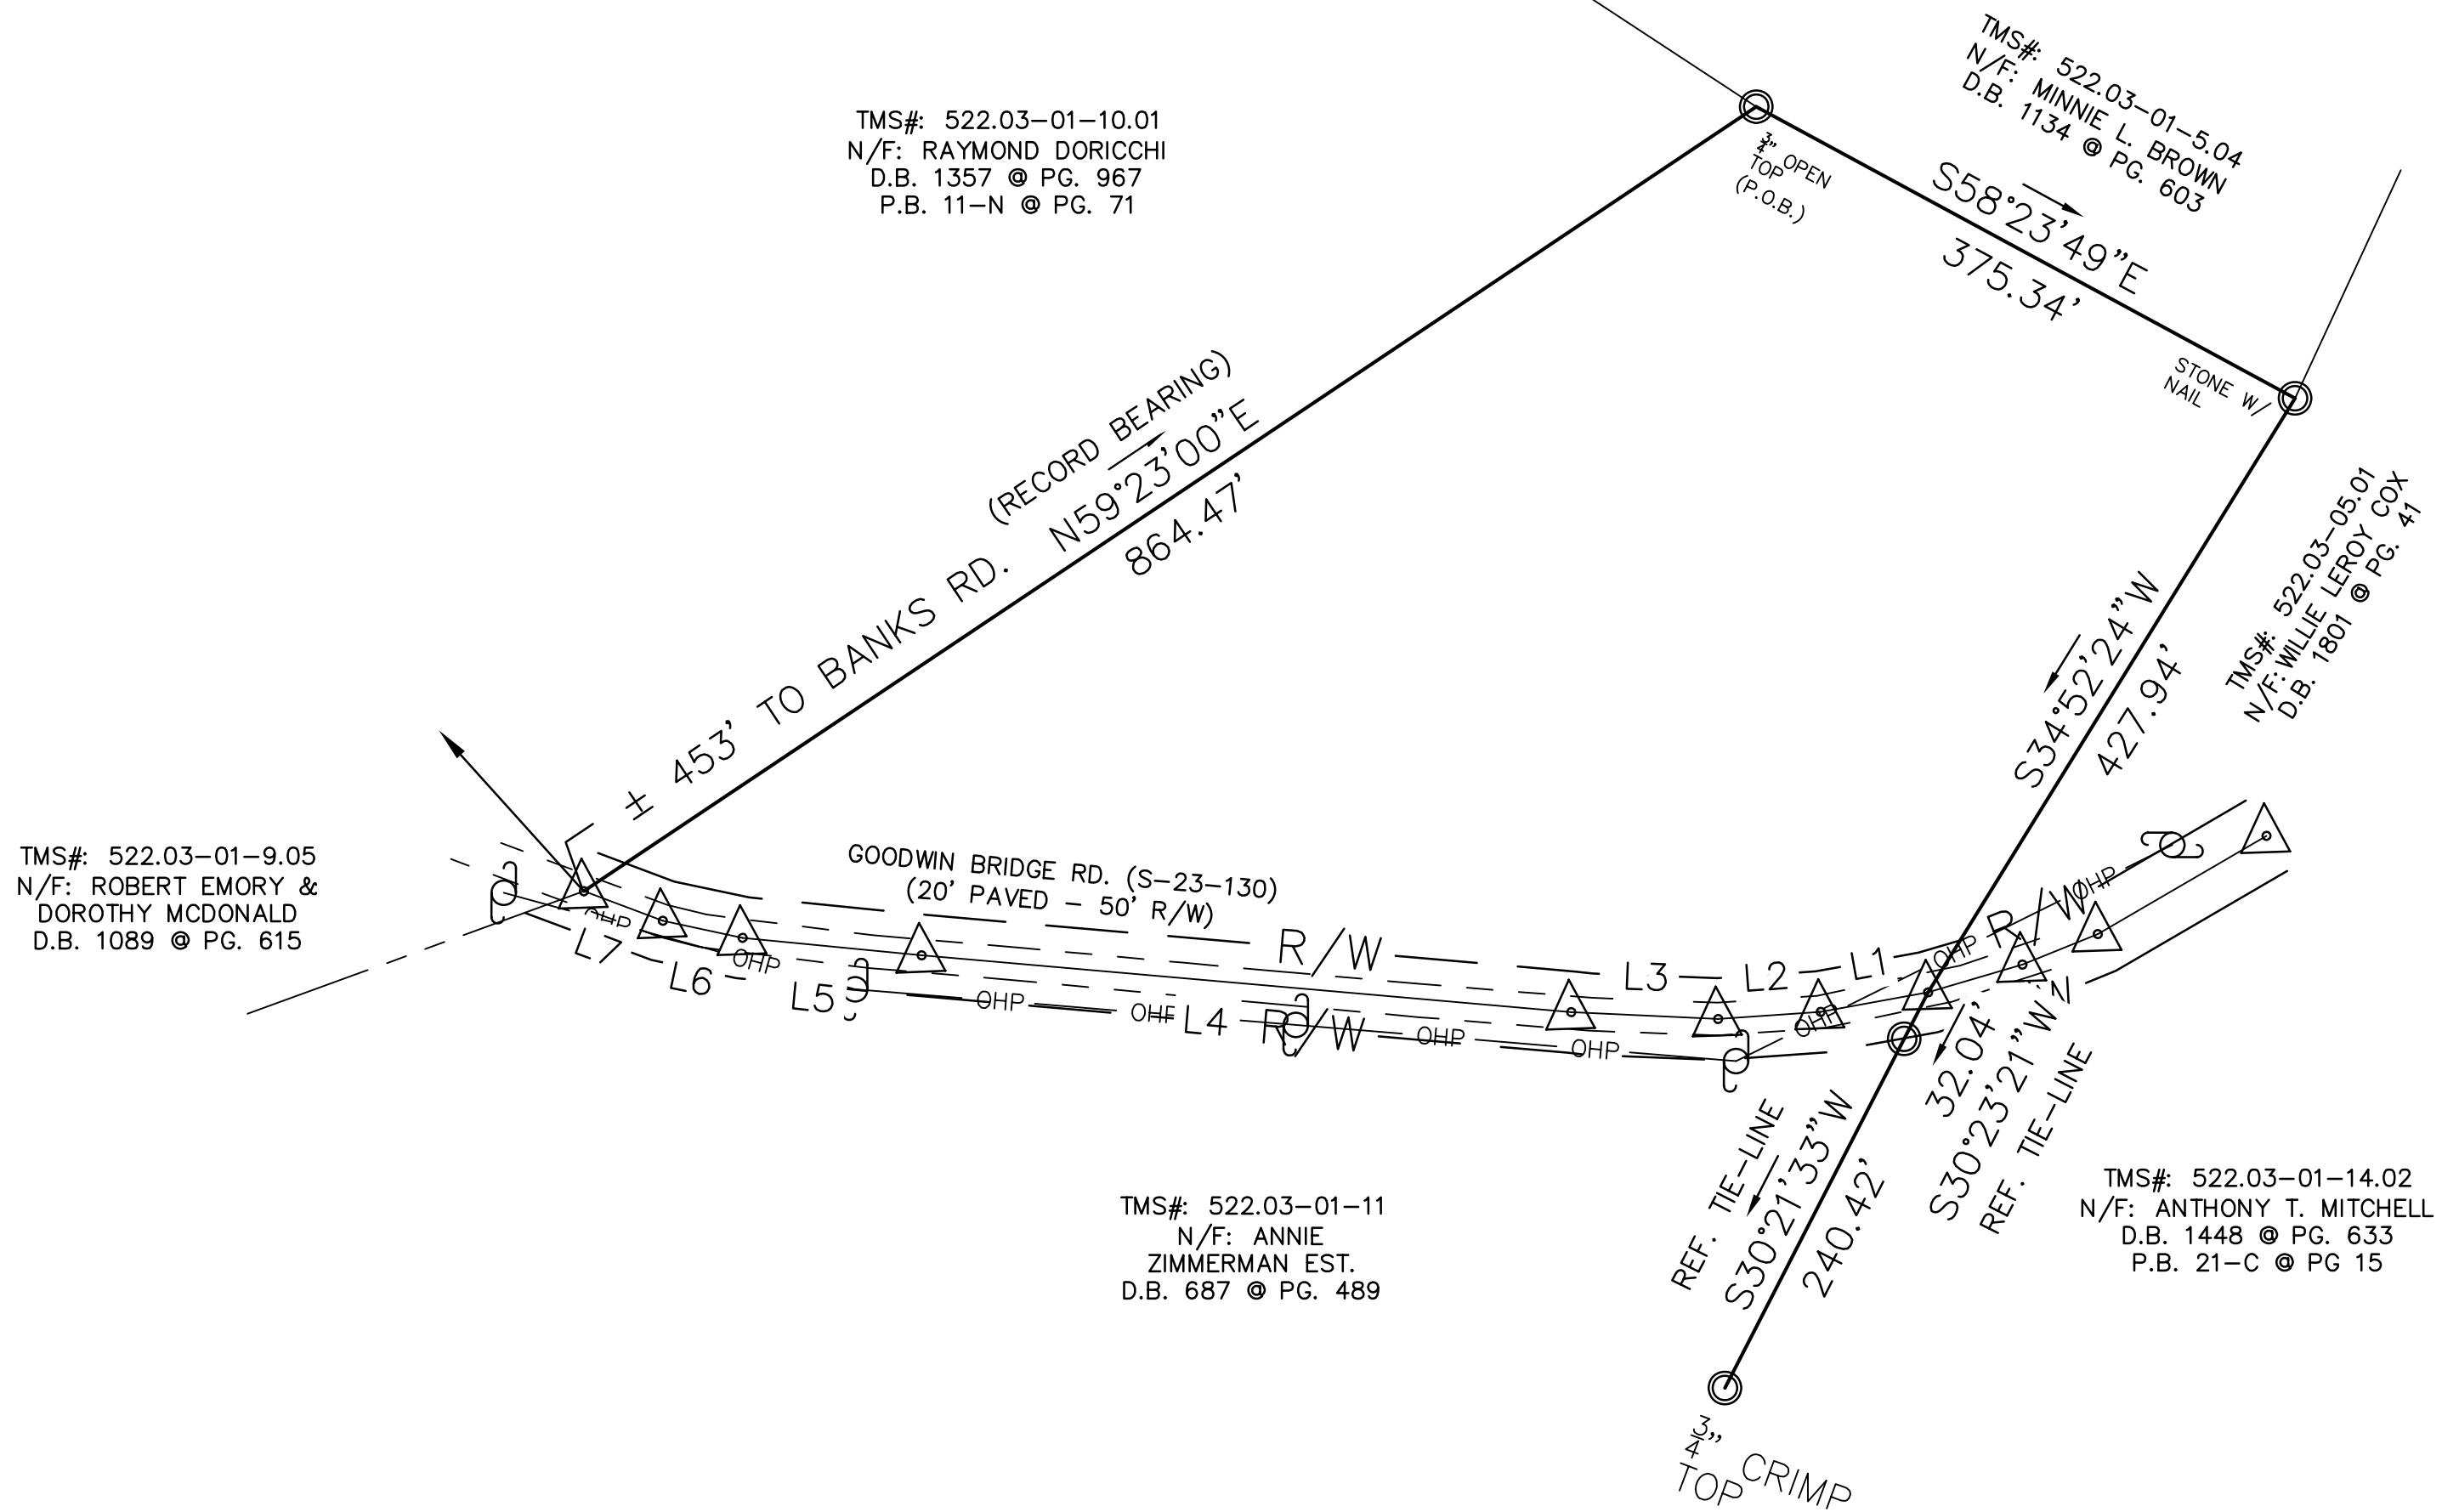 TMS#: 522.03-01-10.01
N/F: RAYMOND DORICCHI
D.B. 1357 @ PG. 967
P.B. 11-N @ PG. 71
TMS#: 522.03-01-5.04
N/F: MINNIE L. BROWN
D.B. 1134 @ PG. 603
¾" OPEN
TOP
(P.O.B.)
S58°23'49"E
375.34'
STONE W/
NAIL
(RECORD BEARING)
± 453' TO BANKS RD. N59°23'00"E
864.47'
S34°52'24"W
427.94'
TMS#: 522.03-05.01
N/F: WILLIE LEROY COX
D.B. 1801 @ PG. 41
TMS#: 522.03-01-9.05
N/F: ROBERT EMORY &
DOROTHY MCDONALD
D.B. 1089 @ PG. 615
GOODWIN BRIDGE RD. (S-23-130)
(20' PAVED - 50' R/W)
R/W
R/W
R/W
L1
L2
L3
L4
L5
L6
L7
OHP
OHP
OHP
OHP
OHP
OHP
OHP
OHP
OHP
32.04'
S30°23'21"W
REF. TIE-LINE
REF. TIE-LINE
S30°21'33"W
240.42'
TMS#: 522.03-01-11
N/F: ANNIE
ZIMMERMAN EST.
D.B. 687 @ PG. 489
TMS#: 522.03-01-14.02
N/F: ANTHONY T. MITCHELL
D.B. 1448 @ PG. 633
P.B. 21-C @ PG 15
¾" CRIMP
TOP